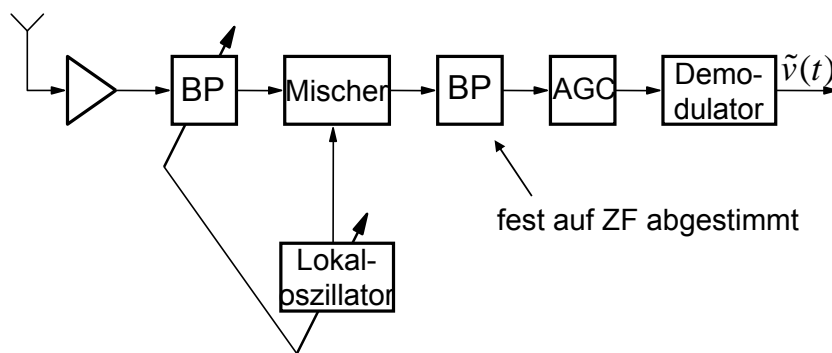 BP
Mischer
BP
AGC
Demo-
dulator
ṽ(t)
fest auf ZF abgestimmt
Lokal-
oszillator